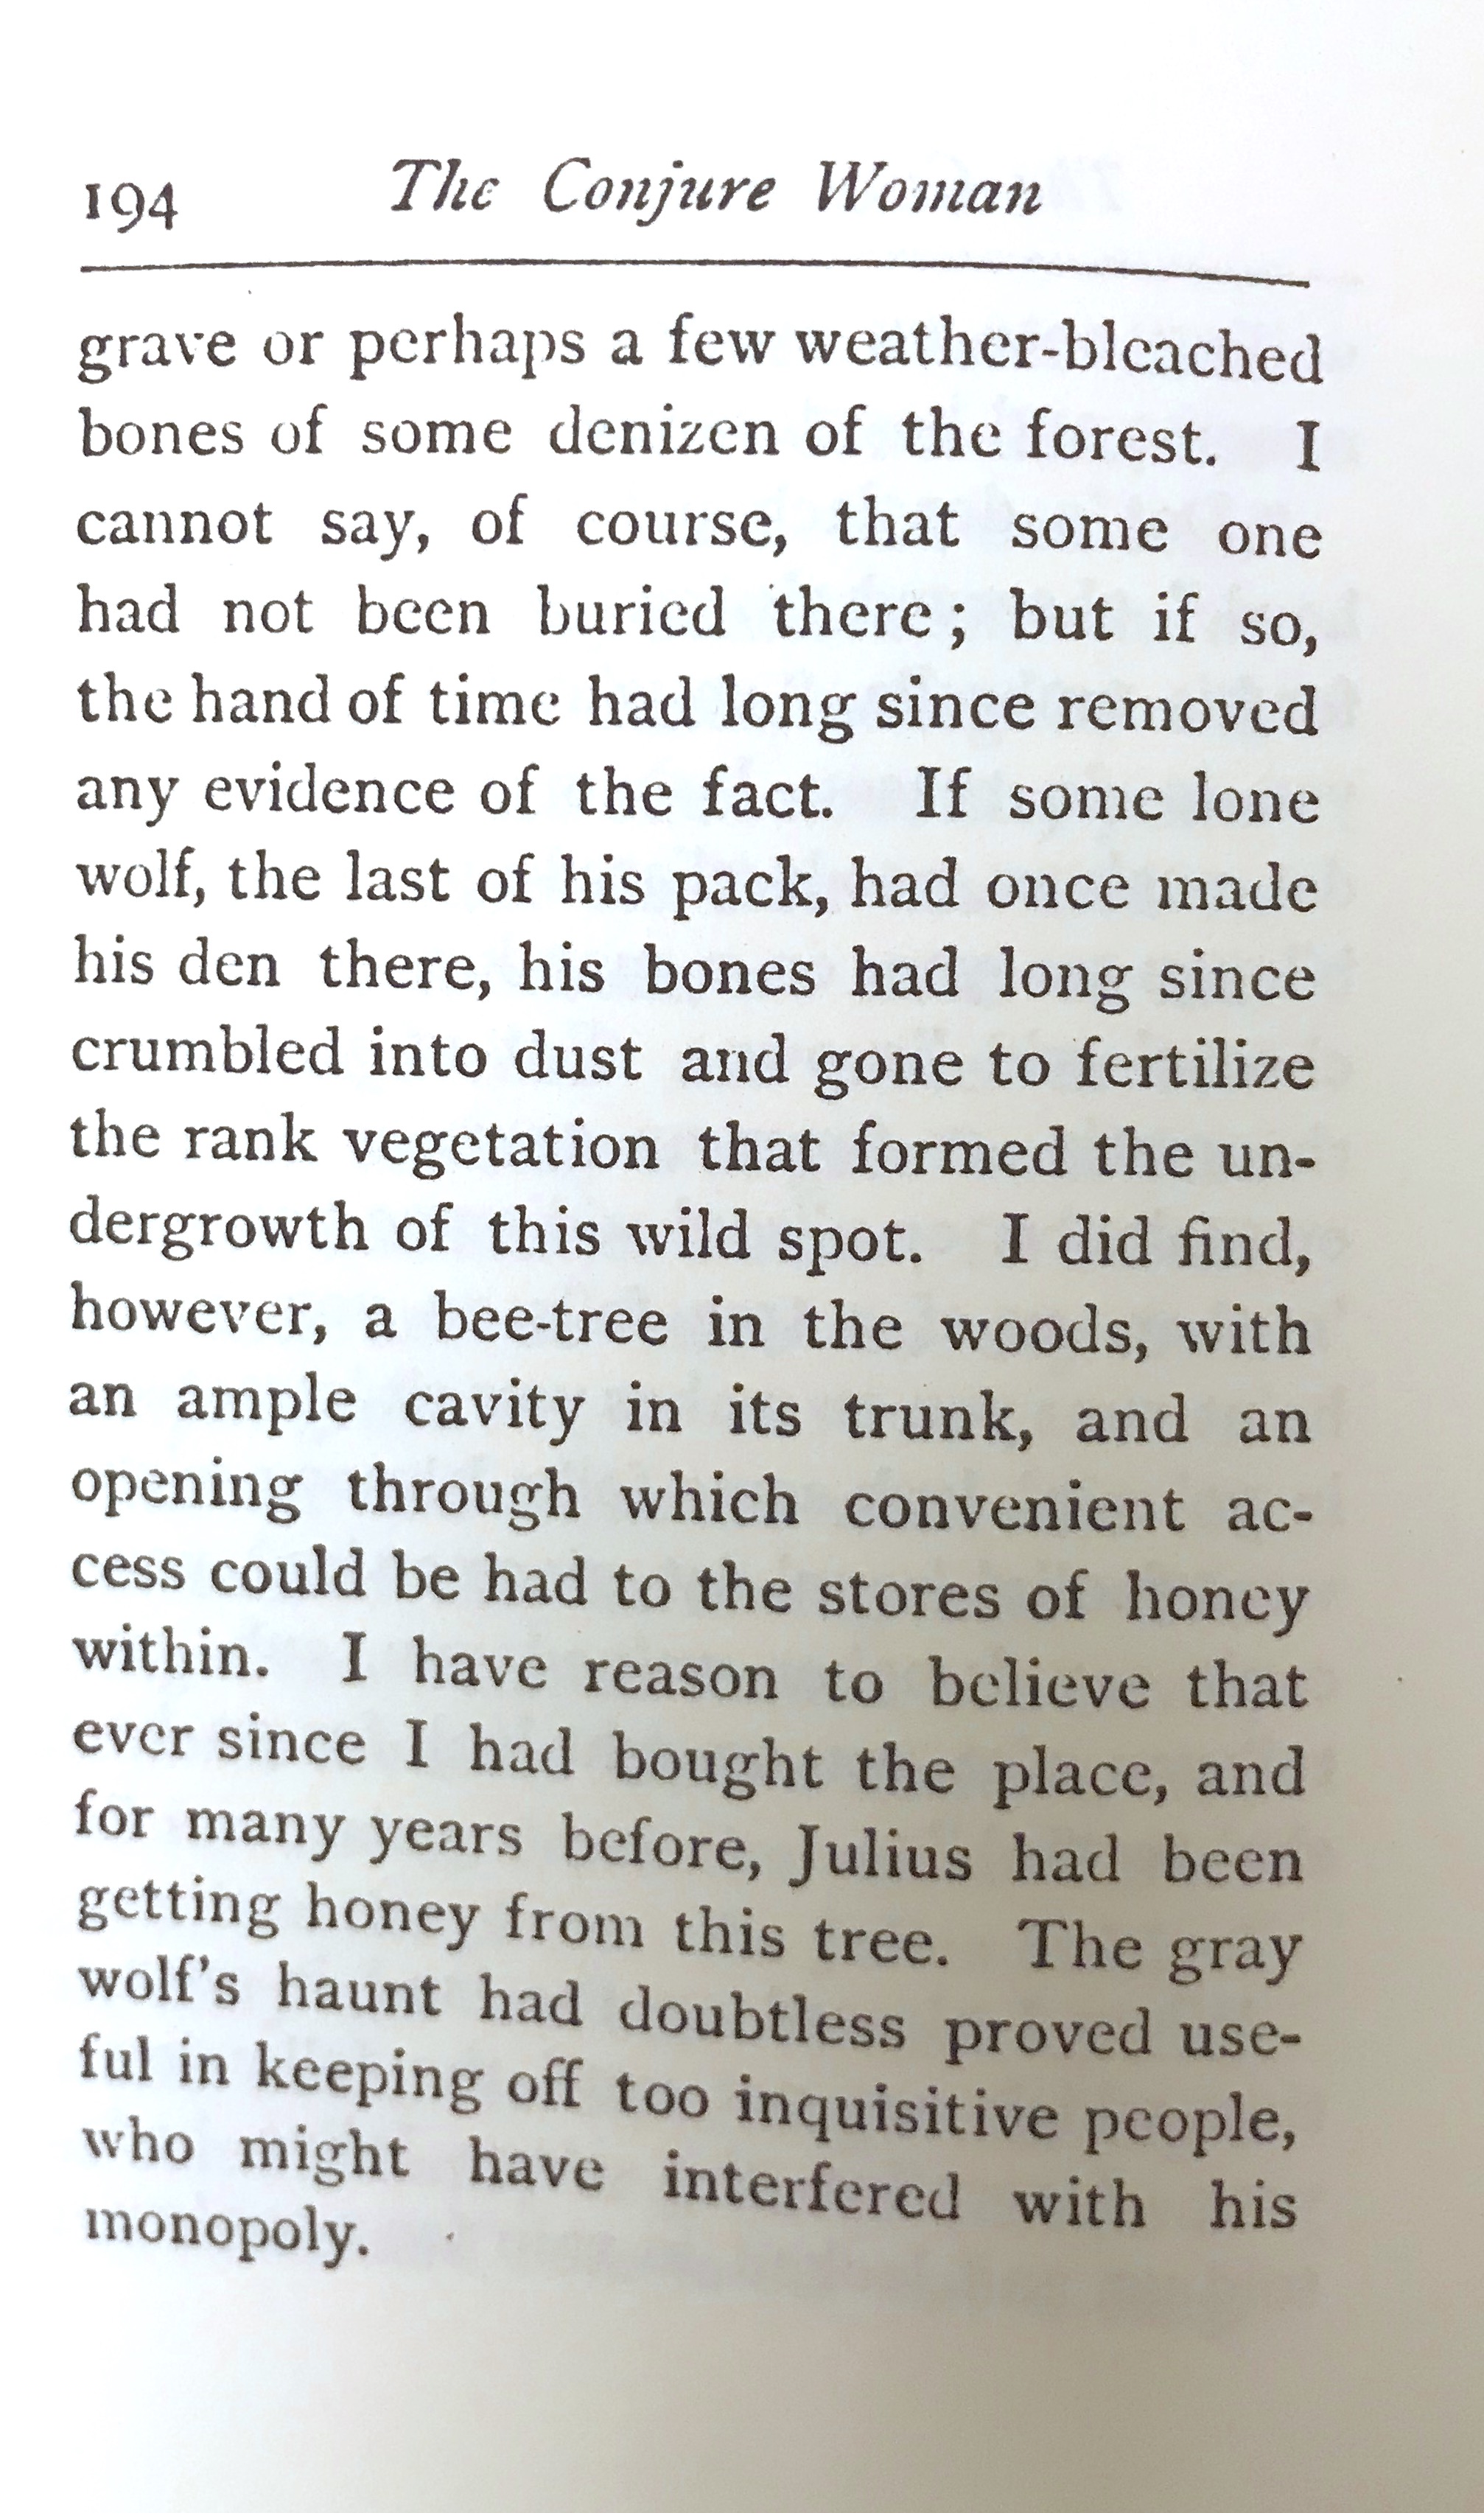 194 The Conjure Woman
grave or perhaps a few weather-bleached
bones of some denizen of the forest. I
cannot say, of course, that some one
had not been buried there; but if so,
the hand of time had long since removed
any evidence of the fact. If some lone
wolf, the last of his pack, had once made
his den there, his bones had long since
crumbled into dust and gone to fertilize
the rank vegetation that formed the un-
dergrowth of this wild spot. I did find,
however, a bee-tree in the woods, with
an ample cavity in its trunk, and an
opening through which convenient ac-
cess could be had to the stores of honey
within. I have reason to believe that
ever since I had bought the place, and
for many years before, Julius had been
getting honey from this tree. The gray
wolf's haunt had doubtless proved use-
ful in keeping off too inquisitive people,
who might have interfered with his
monopoly.